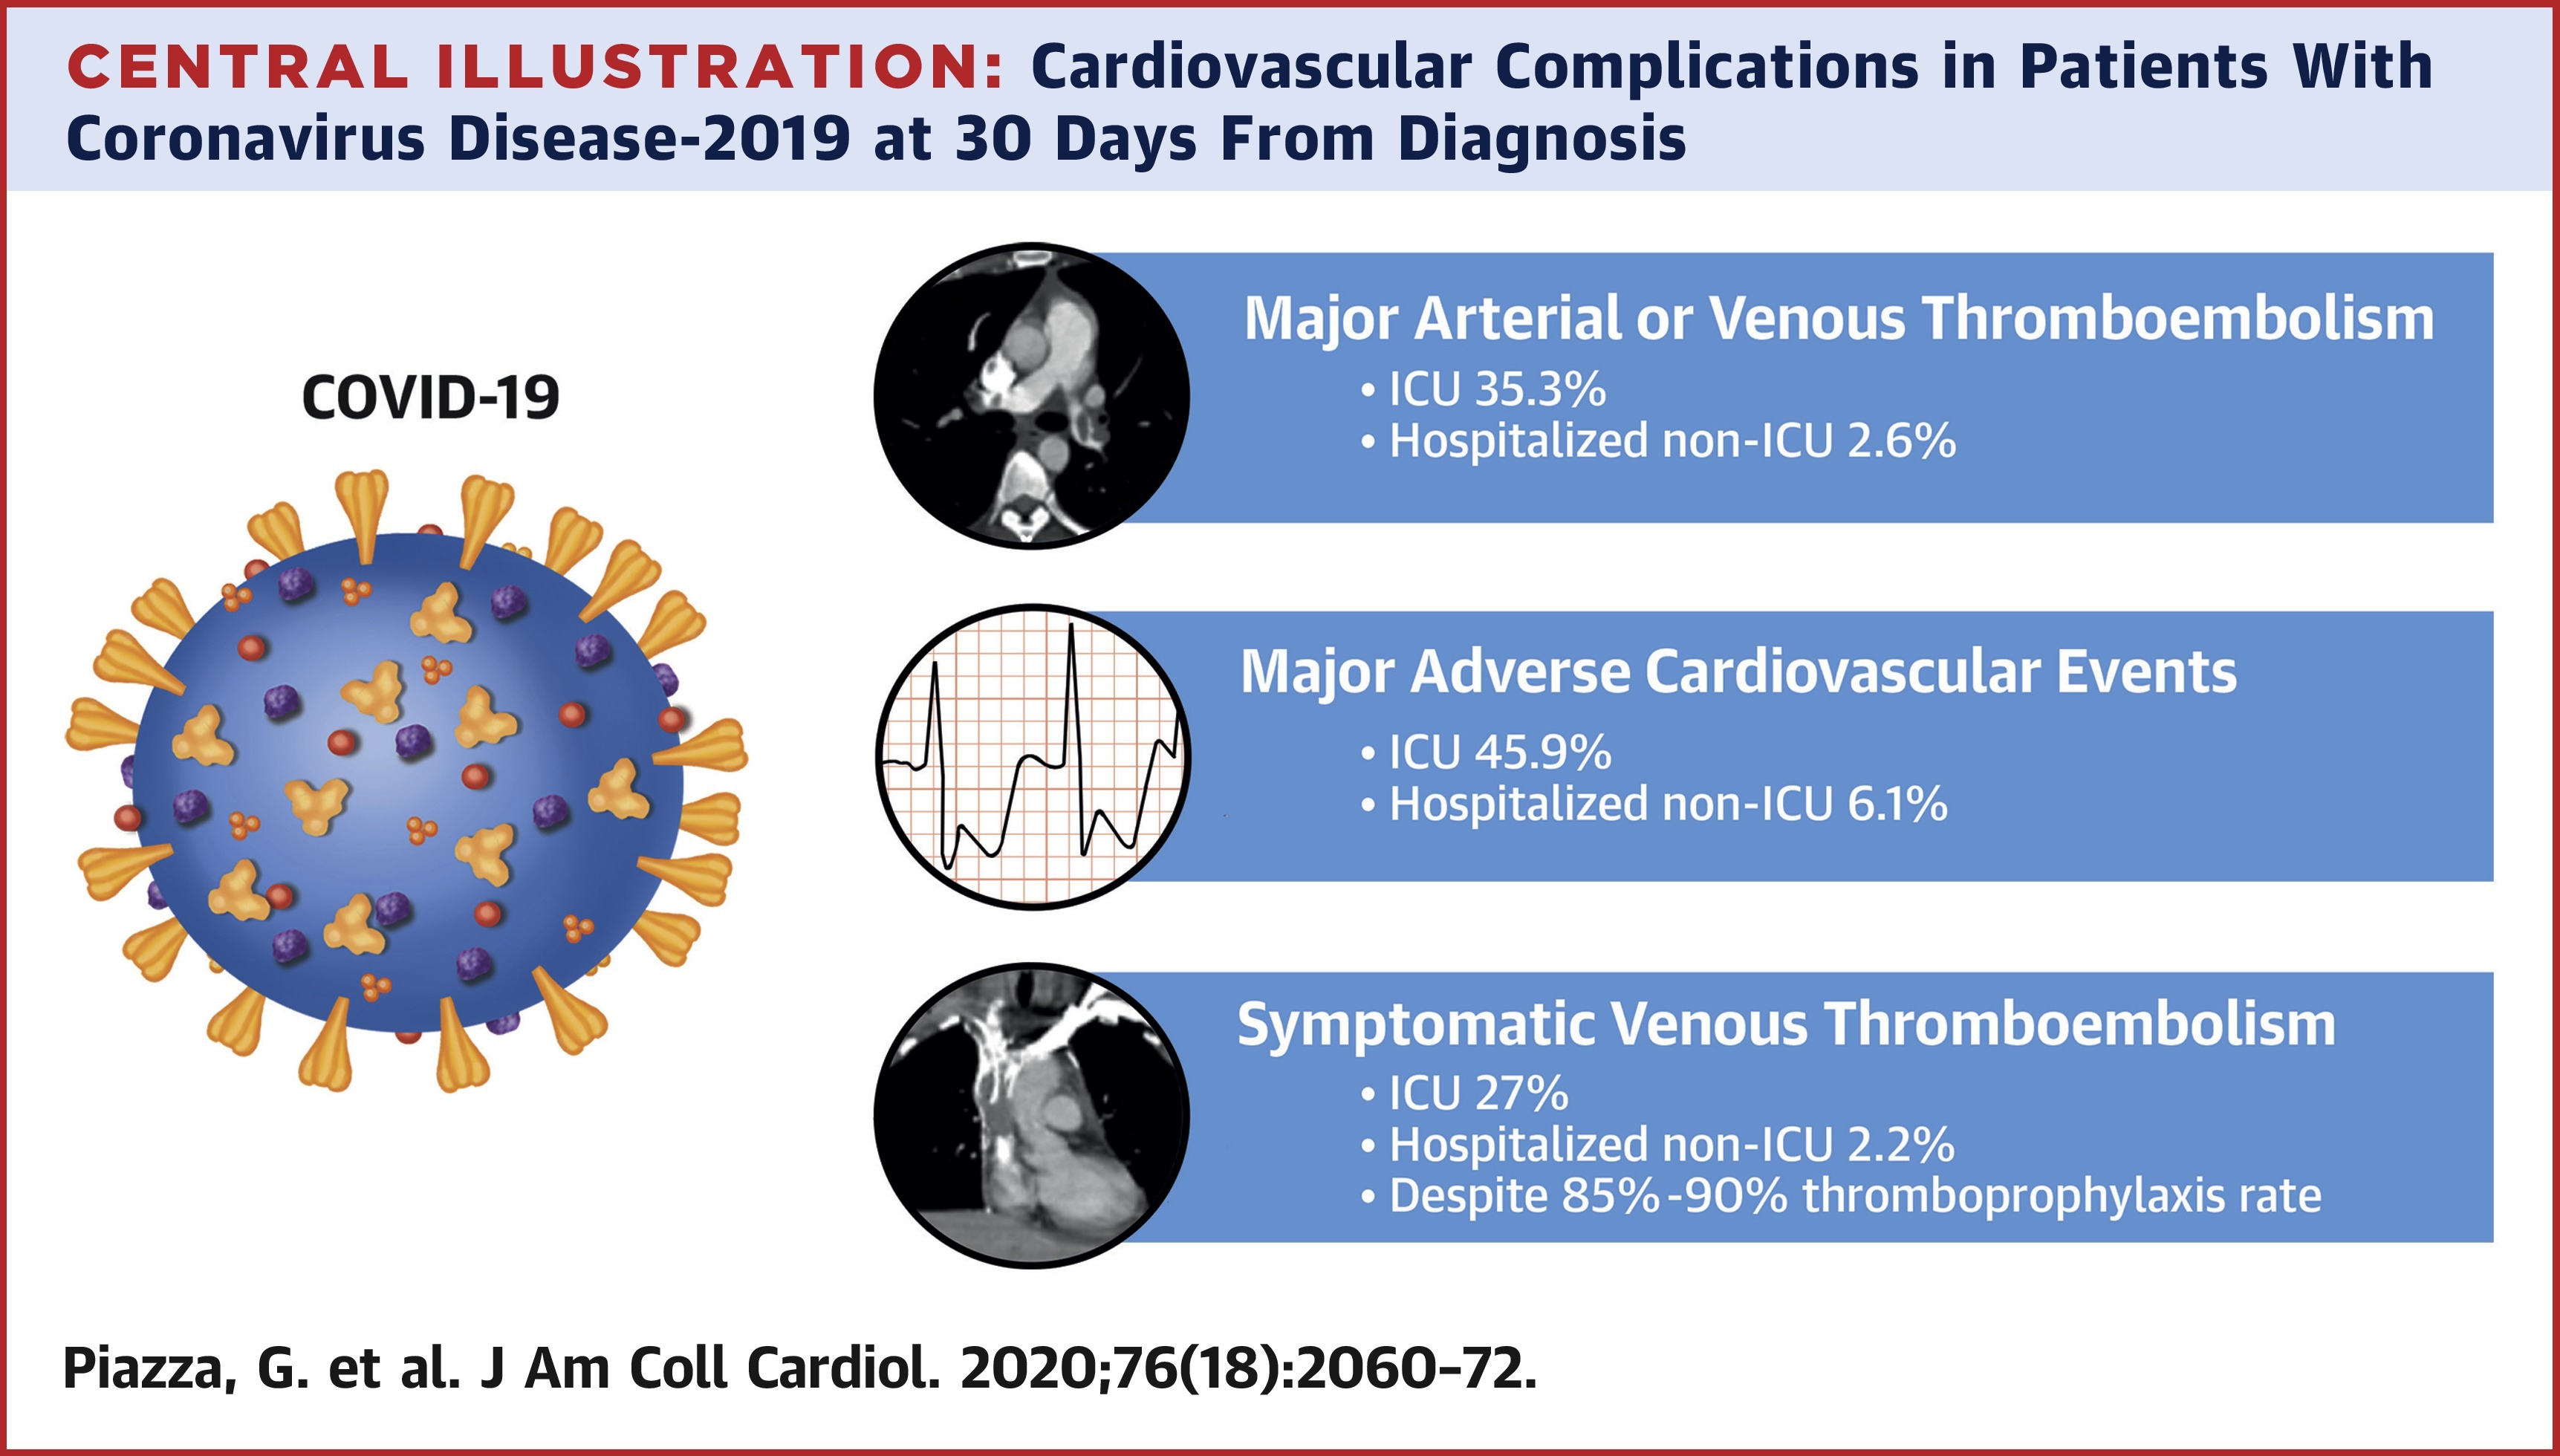 CENTRAL ILLUSTRATION: Cardiovascular Complications in Patients With
Coronavirus Disease-2019 at 30 Days From Diagnosis
COVID-19
Major Arterial or Venous Thromboembolism
• ICU 35.3%
• Hospitalized non-ICU 2.6%
Major Adverse Cardiovascular Events
• ICU 45.9%
• Hospitalized non-ICU 6.1%
Symptomatic Venous Thromboembolism
• ICU 27%
• Hospitalized non-ICU 2.2%
• Despite 85%-90% thromboprophylaxis rate
Piazza, G. et al. J Am Coll Cardiol. 2020;76(18):2060–72.